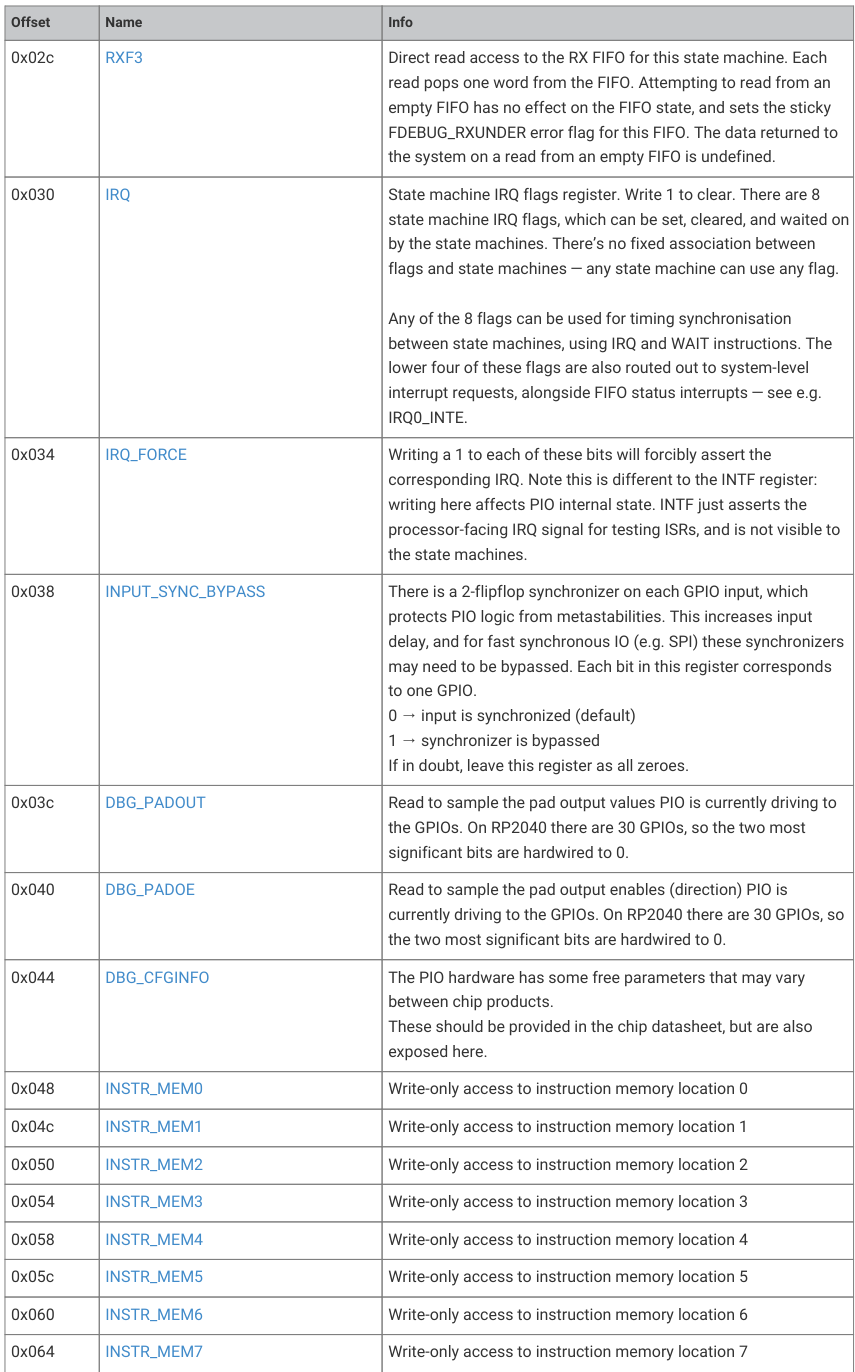 Offset Name Info
0x02c RXF3 Direct read access to the RX FIFO for this state machine. Each
read pops one word from the FIFO. Attempting to read from an
empty FIFO has no effect on the FIFO state, and sets the sticky
FDEBUG_RXUNDER error flag for this FIFO. The data returned to
the system on a read from an empty FIFO is undefined.
0x030 IRQ State machine IRQ flags register. Write 1 to clear. There are 8
state machine IRQ flags, which can be set, cleared, and waited on
by the state machines. There’s no fixed association between
flags and state machines — any state machine can use any flag.
Any of the 8 flags can be used for timing synchronisation
between state machines, using IRQ and WAIT instructions. The
lower four of these flags are also routed out to system-level
interrupt requests, alongside FIFO status interrupts — see e.g.
IRQ0_INTE.
0x034 IRQ_FORCE Writing a 1 to each of these bits will forcibly assert the
corresponding IRQ. Note this is different to the INTF register:
writing here affects PIO internal state. INTF just asserts the
processor-facing IRQ signal for testing ISRs, and is not visible to
the state machines.
0x038 INPUT_SYNC_BYPASS There is a 2-flipflop synchronizer on each GPIO input, which
protects PIO logic from metastabilities. This increases input
delay, and for fast synchronous IO (e.g. SPI) these synchronizers
may need to be bypassed. Each bit in this register corresponds
to one GPIO.
0 → input is synchronized (default)
1 → synchronizer is bypassed
If in doubt, leave this register as all zeroes.
0x03c DBG_PADOUT Read to sample the pad output values PIO is currently driving to
the GPIOs. On RP2040 there are 30 GPIOs, so the two most
significant bits are hardwired to 0.
0x040 DBG_PADOE Read to sample the pad output enables (direction) PIO is
currently driving to the GPIOs. On RP2040 there are 30 GPIOs, so
the two most significant bits are hardwired to 0.
0x044 DBG_CFGINFO The PIO hardware has some free parameters that may vary
between chip products.
These should be provided in the chip datasheet, but are also
exposed here.
0x048 INSTR_MEM0 Write-only access to instruction memory location 0
0x04c INSTR_MEM1 Write-only access to instruction memory location 1
0x050 INSTR_MEM2 Write-only access to instruction memory location 2
0x054 INSTR_MEM3 Write-only access to instruction memory location 3
0x058 INSTR_MEM4 Write-only access to instruction memory location 4
0x05c INSTR_MEM5 Write-only access to instruction memory location 5
0x060 INSTR_MEM6 Write-only access to instruction memory location 6
0x064 INSTR_MEM7 Write-only access to instruction memory location 7